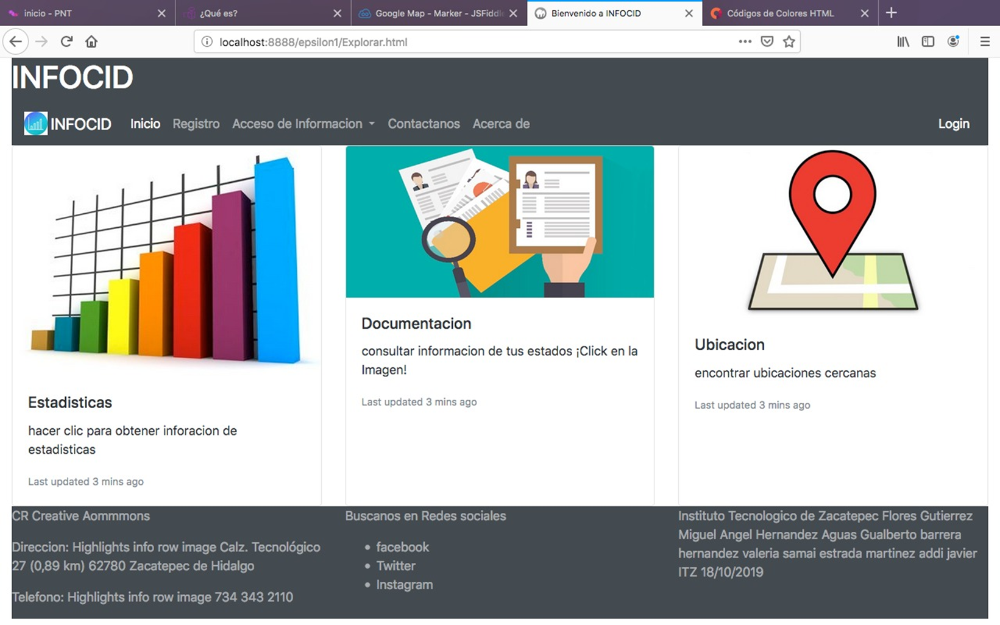 inicio - PNT
¿Qué es?
Google Map - Marker - JSFiddle
Bienvenido a INFOCID
Códigos de Colores HTML
localhost:8888/epsilon1/Explorar.html
INFOCID
INFOCID Inicio Registro Acceso de Informacion Contactanos Acerca de Login
Estadisticas
hacer clic para obtener inforacion de
estadisticas
Last updated 3 mins ago
Documentacion
consultar informacion de tus estados ¡Click en la
Imagen!
Last updated 3 mins ago
Ubicacion
encontrar ubicaciones cercanas
Last updated 3 mins ago
CR Creative Aommmons
Direccion: Highlights info row image Calz. Tecnológico
27 (0,89 km) 62780 Zacatepec de Hidalgo
Telefono: Highlights info row image 734 343 2110
Buscanos en Redes sociales
facebook
Twitter
Instagram
Instituto Tecnologico de Zacatepec Flores Gutierrez
Miguel Angel Hernandez Aguas Gualberto barrera
hernandez valeria samai estrada martinez addi javier
ITZ 18/10/2019